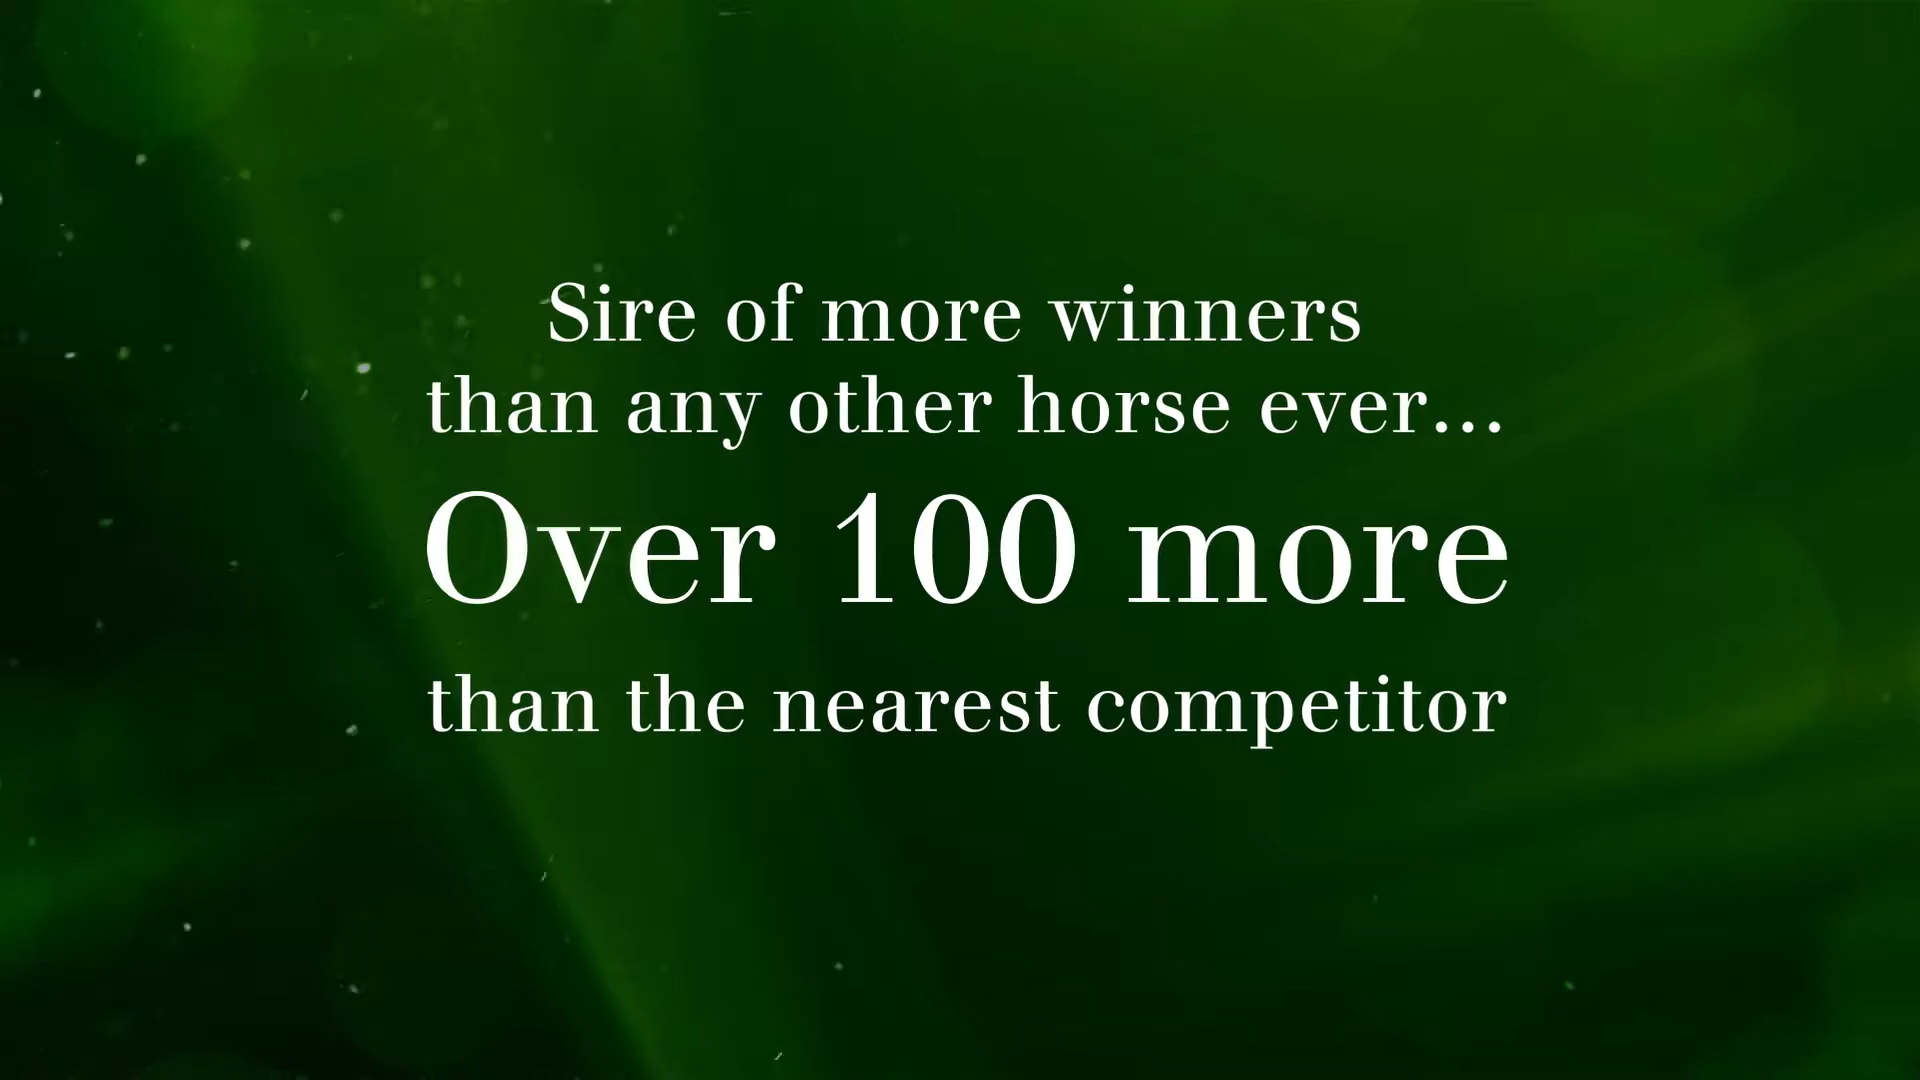 Sire of more winners
than any other horse ever...
Over 100 more
than the nearest competitor